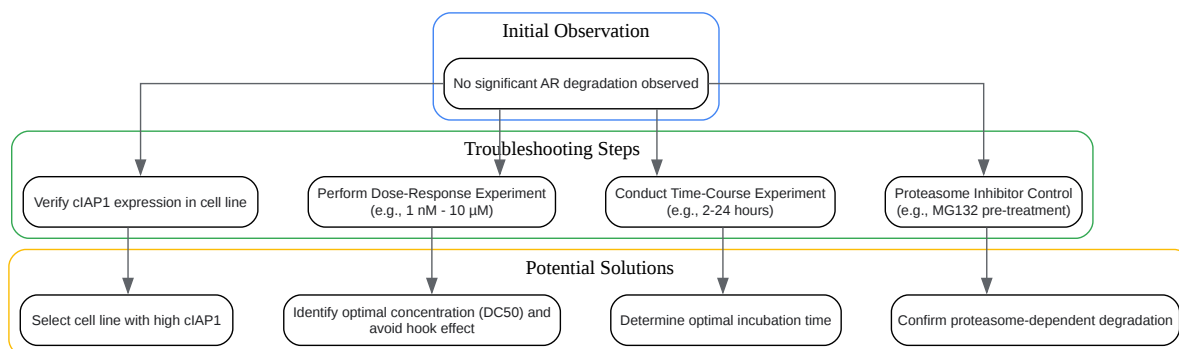 Initial Observation
No significant AR degradation observed
Troubleshooting Steps
Verify cIAP1 expression in cell line
Perform Dose-Response Experiment
(e.g., 1 nM - 10 µM)
Conduct Time-Course Experiment
(e.g., 2-24 hours)
Proteasome Inhibitor Control
(e.g., MG132 pre-treatment)
Potential Solutions
Select cell line with high cIAP1
Identify optimal concentration (DC50) and
avoid hook effect
Determine optimal incubation time
Confirm proteasome-dependent degradation